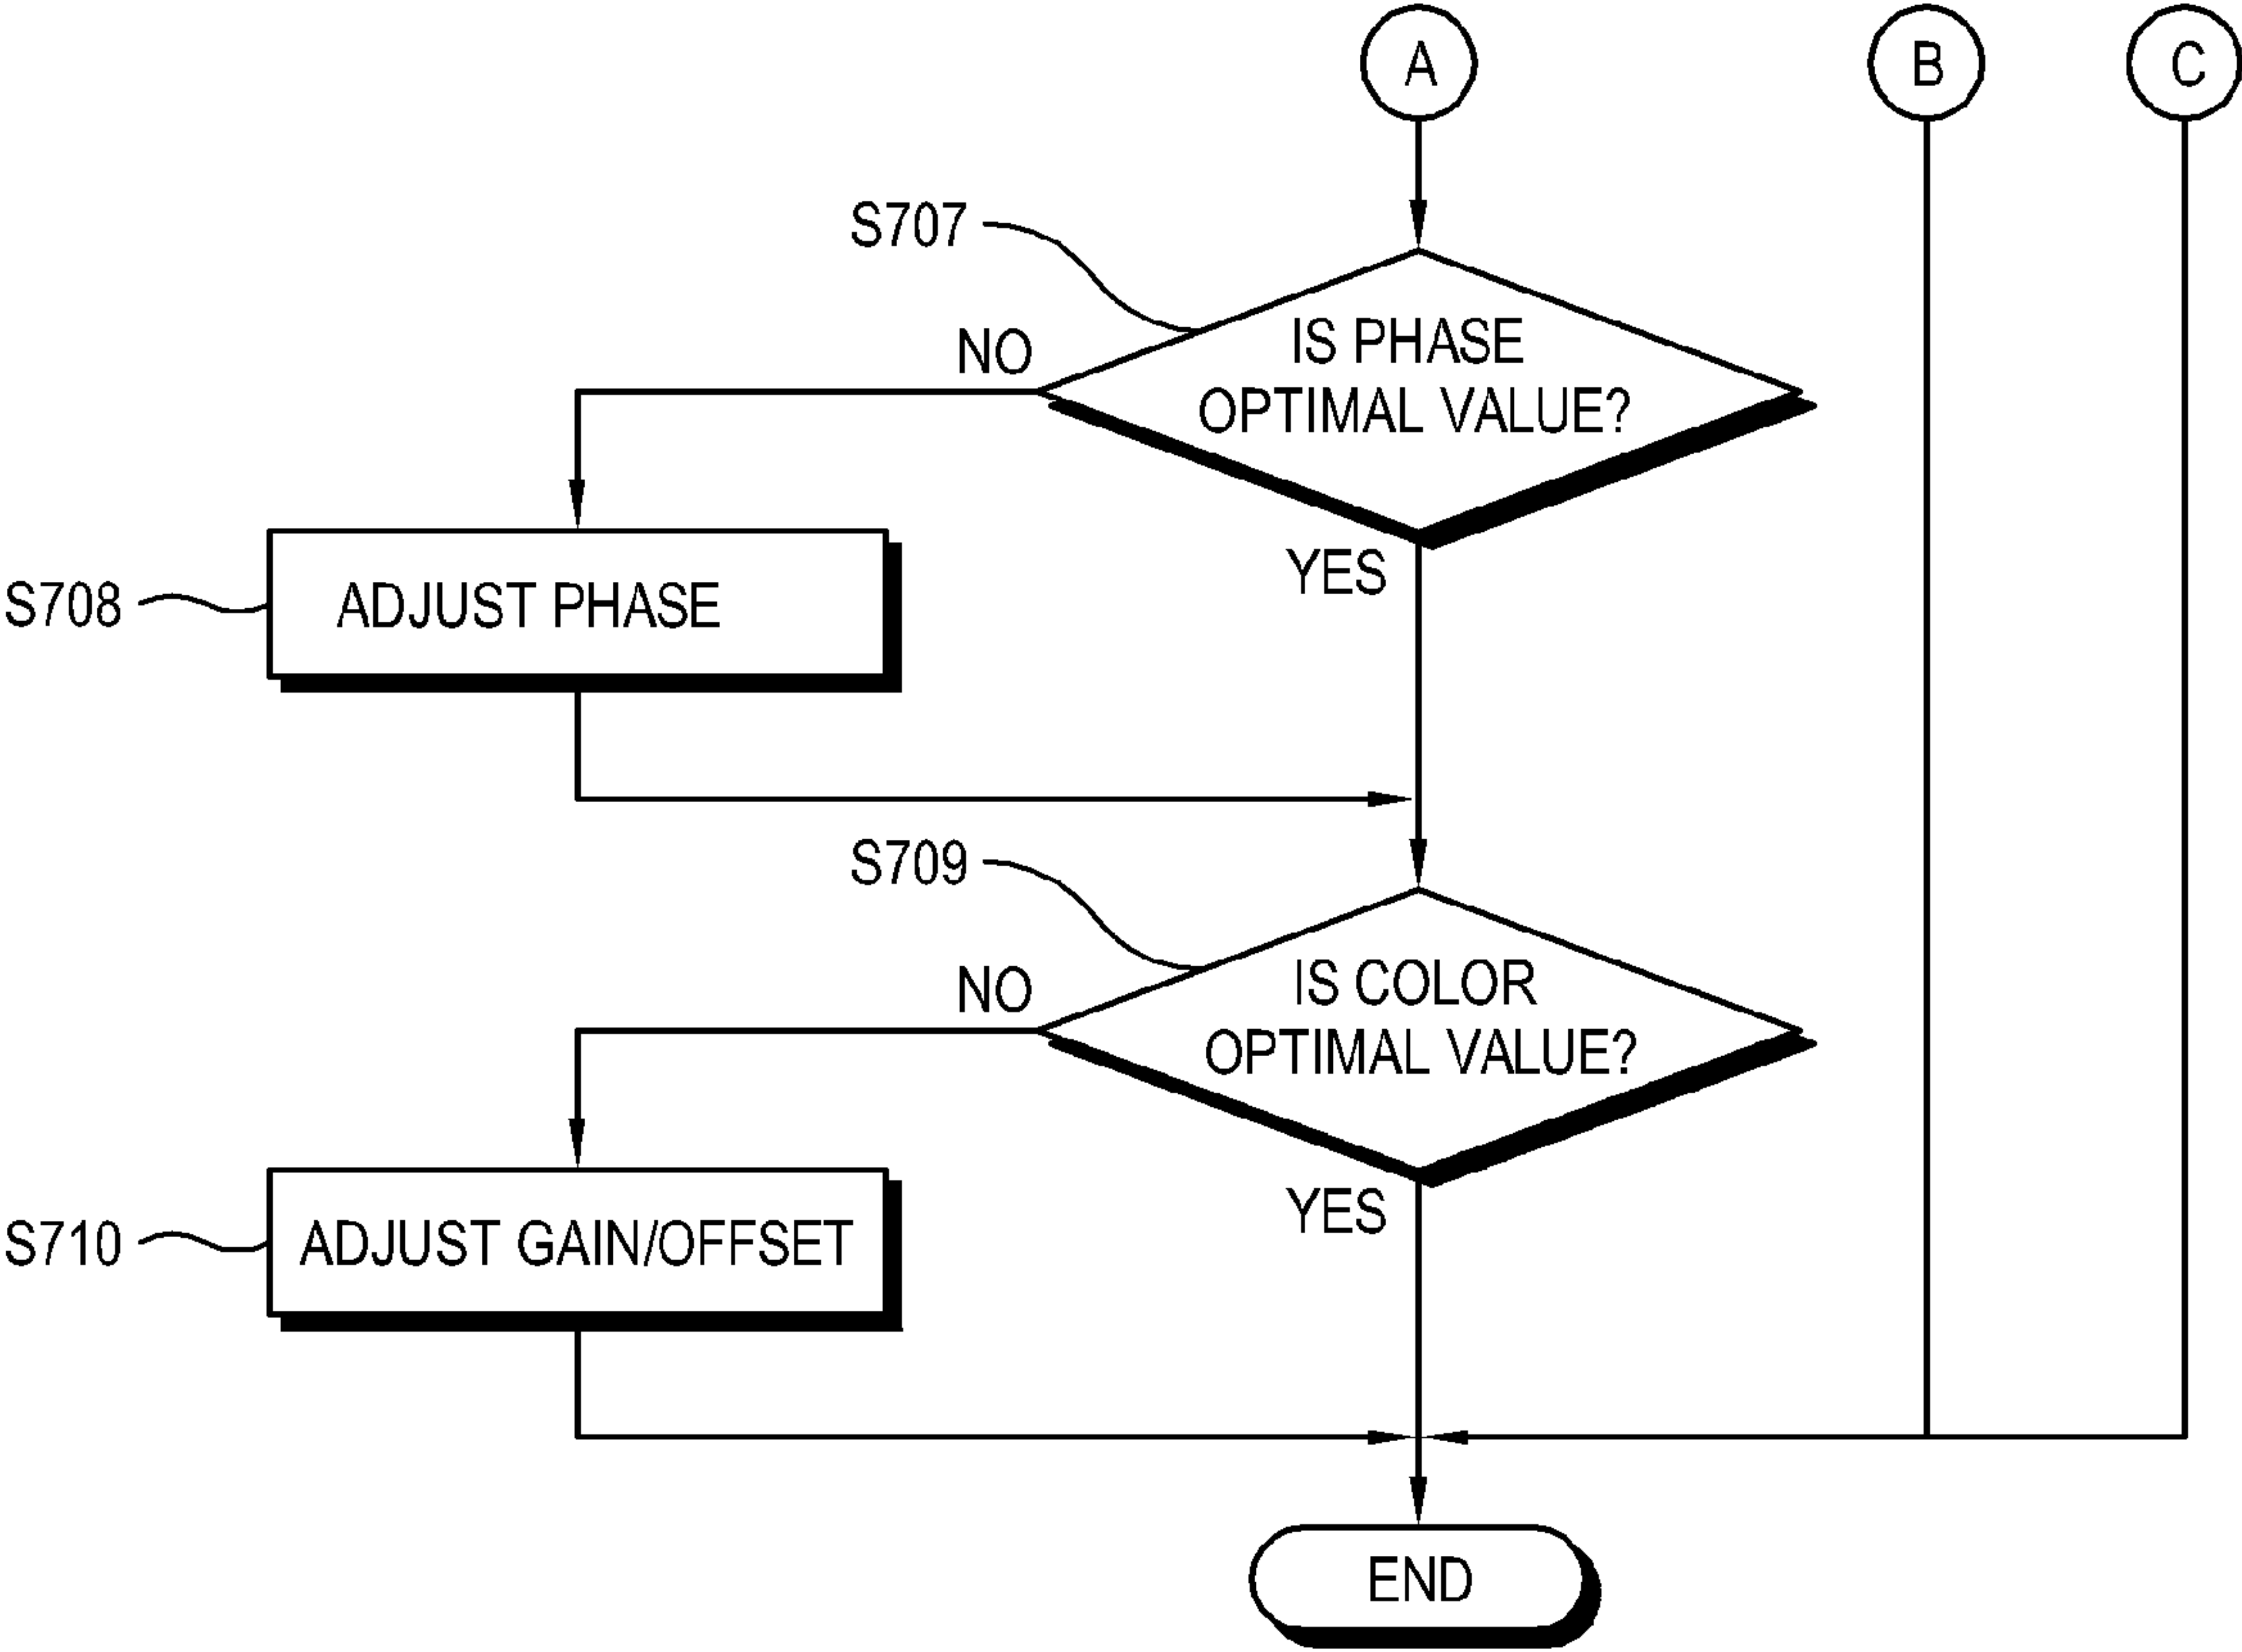 A
B
C
S707
NO
IS PHASE
OPTIMAL VALUE?
YES
S708
ADJUST PHASE
S709
NO
IS COLOR
OPTIMAL VALUE?
YES
S710
ADJUST GAIN/OFFSET
END